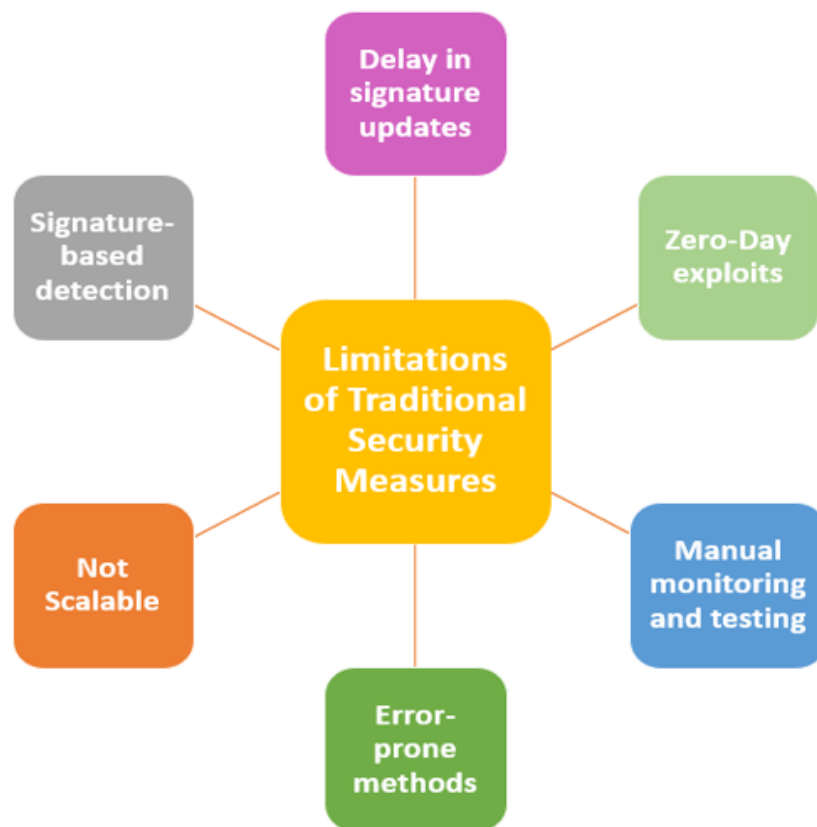 Delay in
signature
updates
Signature-
based
detection
Zero-Day
exploits
Limitations
of Traditional
Security
Measures
Not
Scalable
Manual
monitoring
and testing
Error-
prone
methods